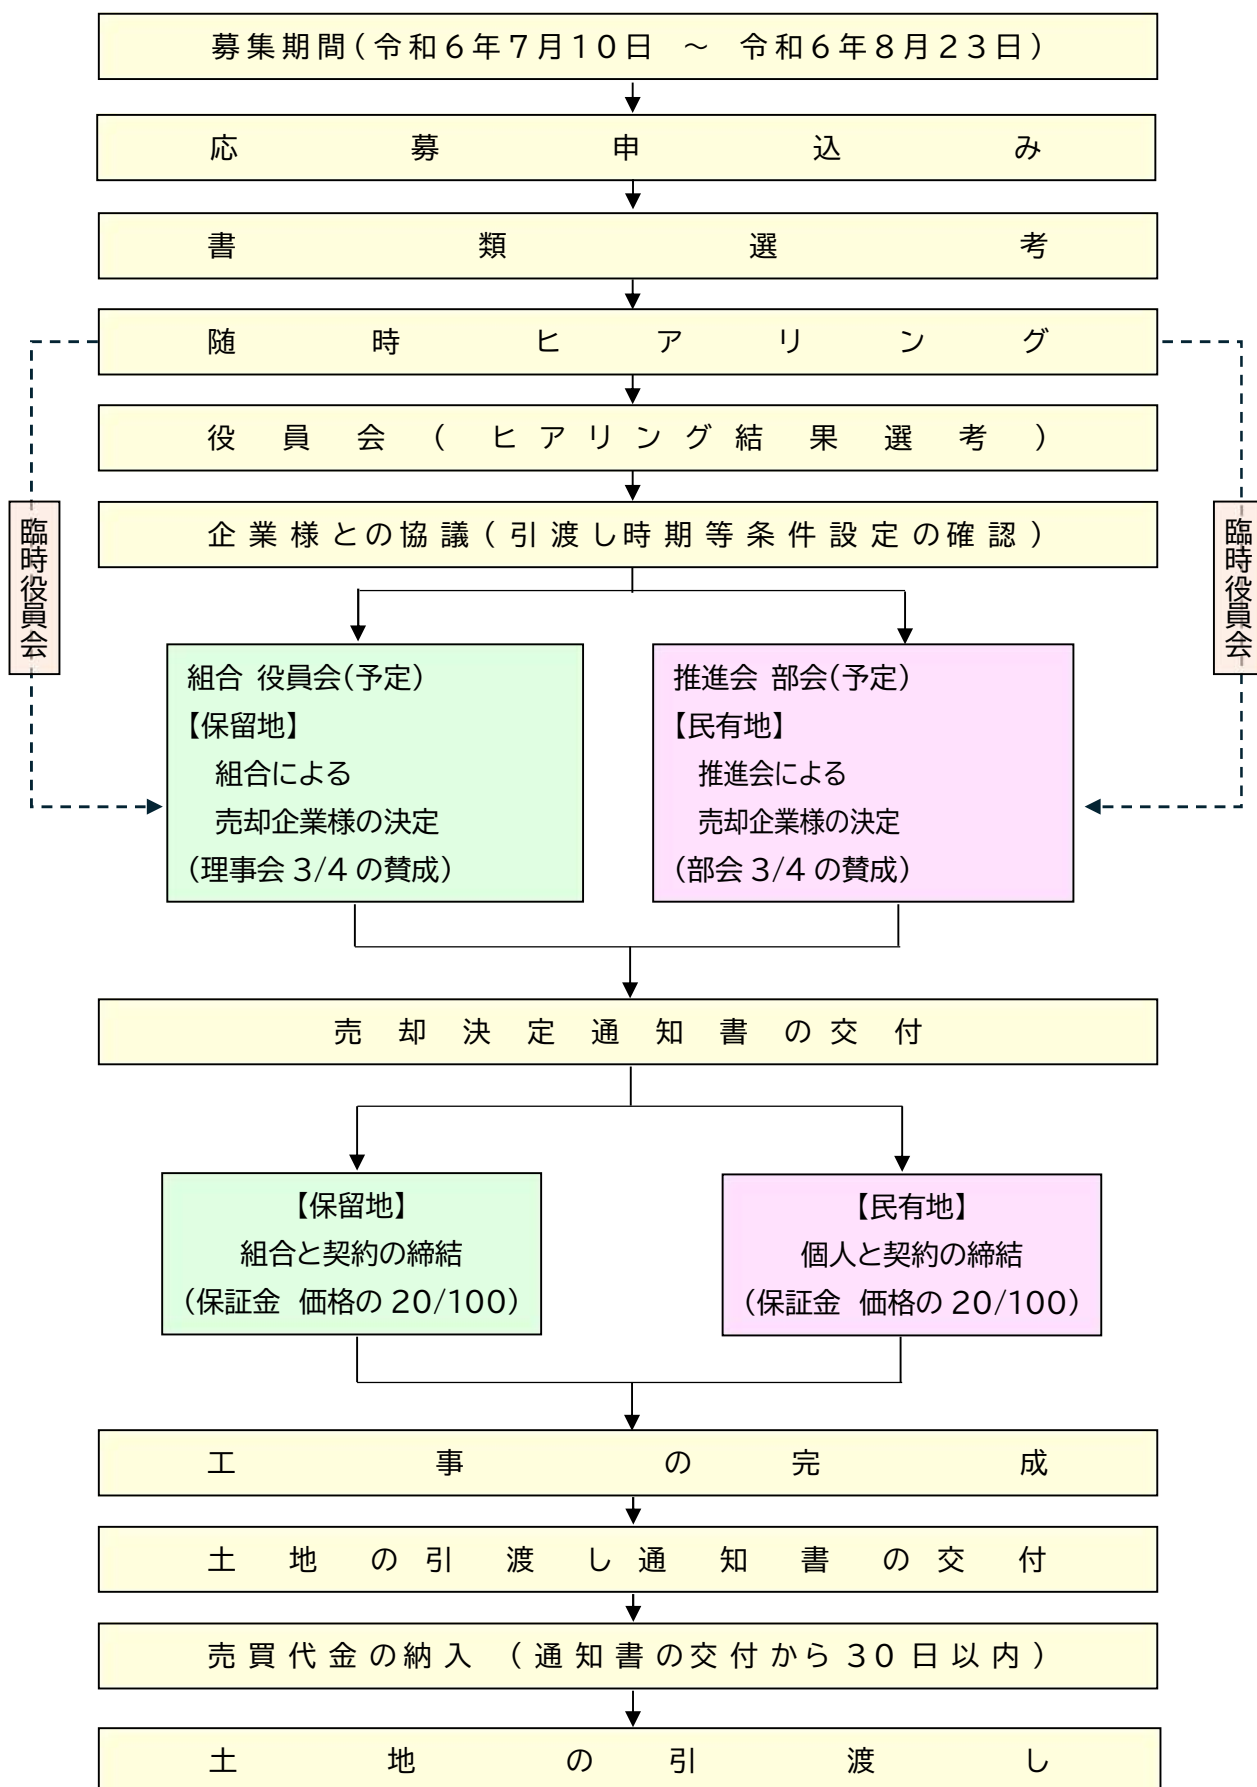 募集期間(令和6年7月10日 ～ 令和6年8月23日)
応募申込み
書類選考
随時ヒアリング
役員会(ヒアリング結果選考)
企業様との協議(引渡し時期等条件設定の確認)
臨時役員会
臨時役員会
組合 役員会(予定)
【保留地】
組合による
売却企業様の決定
(理事会 3/4 の賛成)
推進会 部会(予定)
【民有地】
推進会による
売却企業様の決定
(部会 3/4 の賛成)
売却決定通知書の交付
【保留地】
組合と契約の締結
(保証金 価格の 20/100)
【民有地】
個人と契約の締結
(保証金 価格の 20/100)
工事の完成
土地の引渡し通知書の交付
売買代金の納入 (通知書の交付から 30 日以内)
土地の引渡し